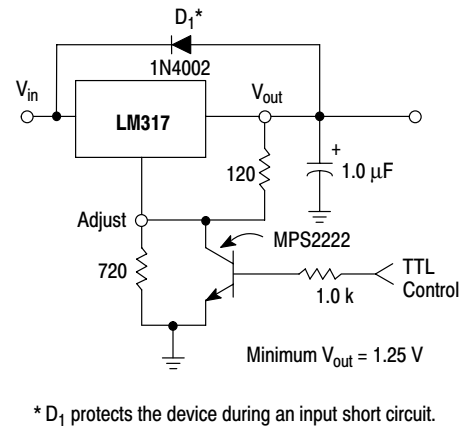 D₁*
1N4002
Vin
Vout
LM317
+
1.0 μF
120
Adjust
MPS2222
720
TTL
Control
1.0 k
Minimum Vout = 1.25 V
* D₁ protects the device during an input short circuit.